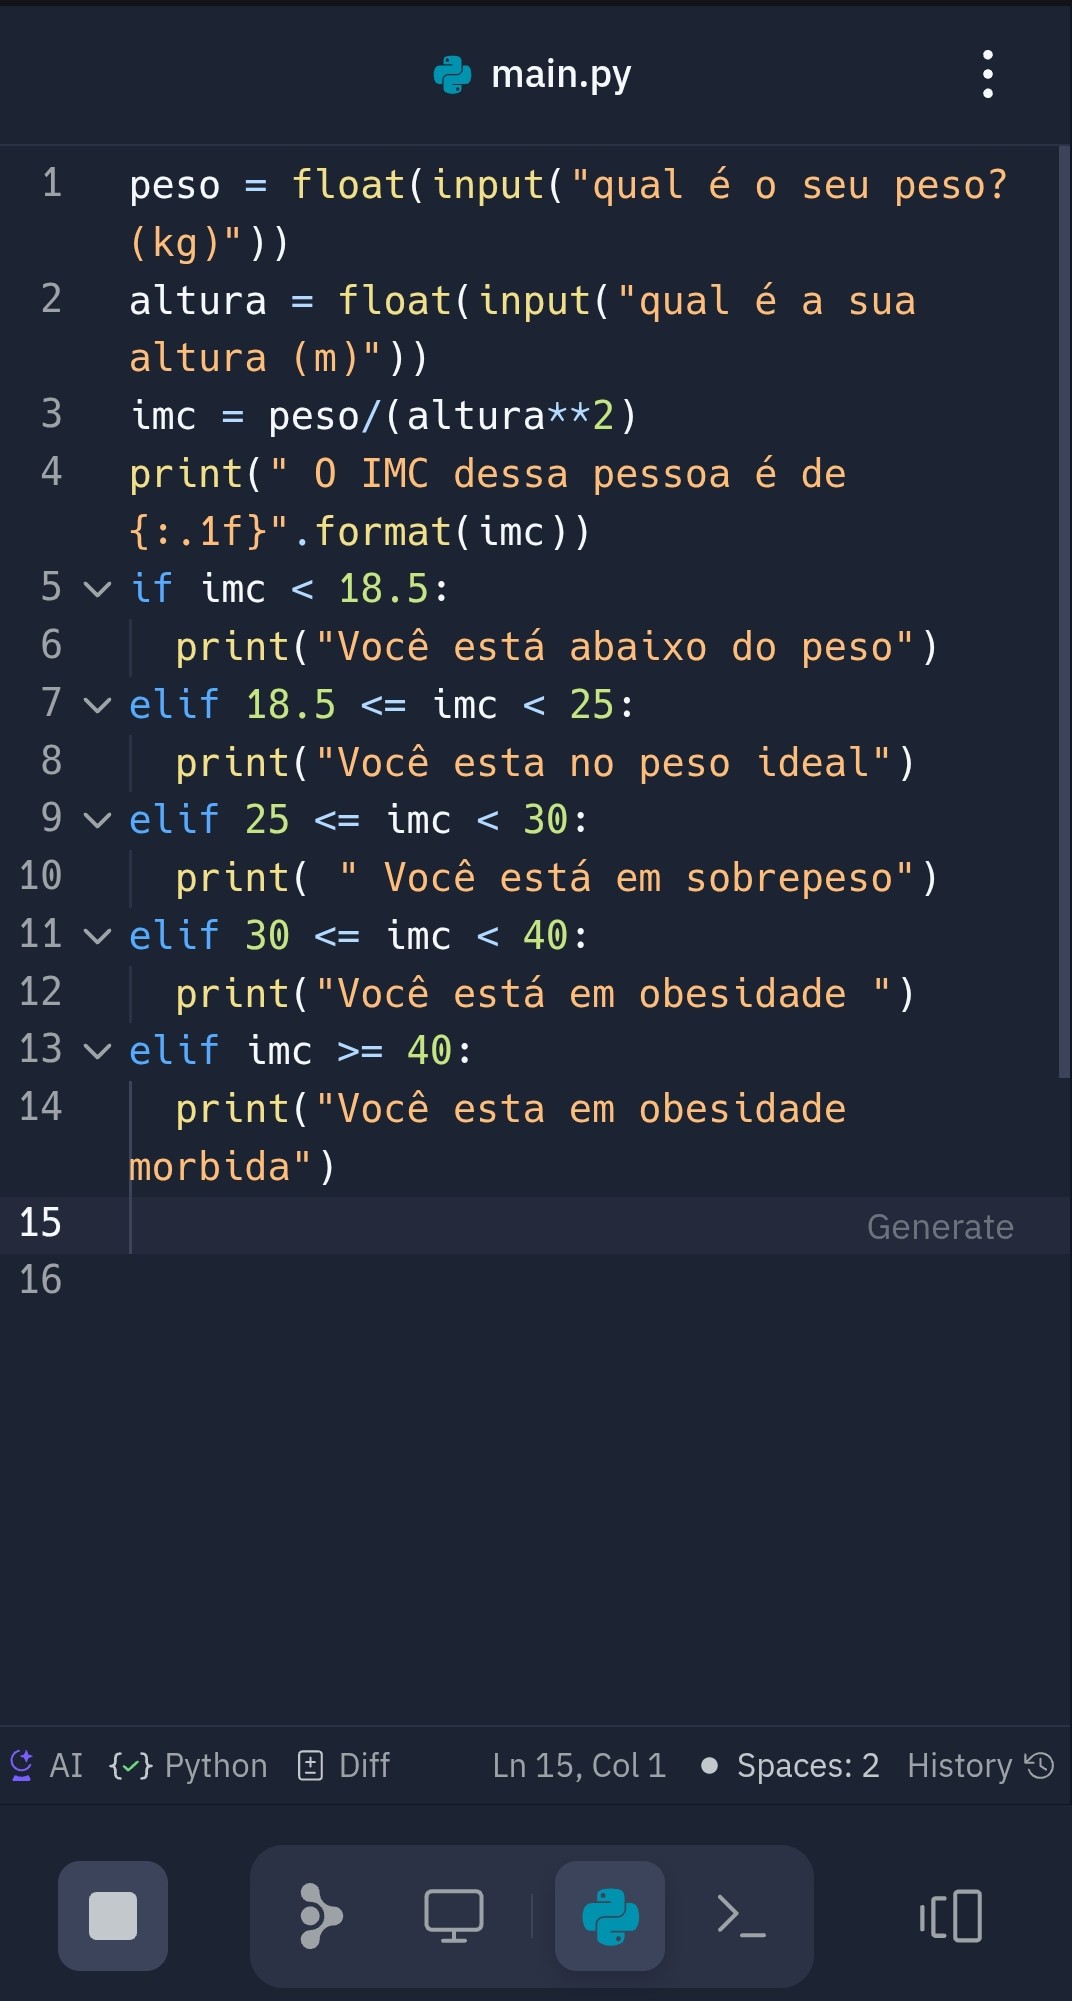 main.py
1 peso = float(input("qual é o seu peso?
(kg)"))
2 altura = float(input("qual é a sua
altura (m)"))
3 imc = peso/(altura**2)
4 print(" O IMC dessa pessoa é de
{:.1f}".format(imc))
5 if imc < 18.5:
6   print("Você está abaixo do peso")
7 elif 18.5 <= imc < 25:
8   print("Você esta no peso ideal")
9 elif 25 <= imc < 30:
10   print( " Você está em sobrepeso")
11 elif 30 <= imc < 40:
12   print("Você está em obesidade ")
13 elif imc >= 40:
14   print("Você esta em obesidade
morbida")
15 Generate
16
AI {✓} Python Diff Ln 15, Col 1 Spaces: 2 History